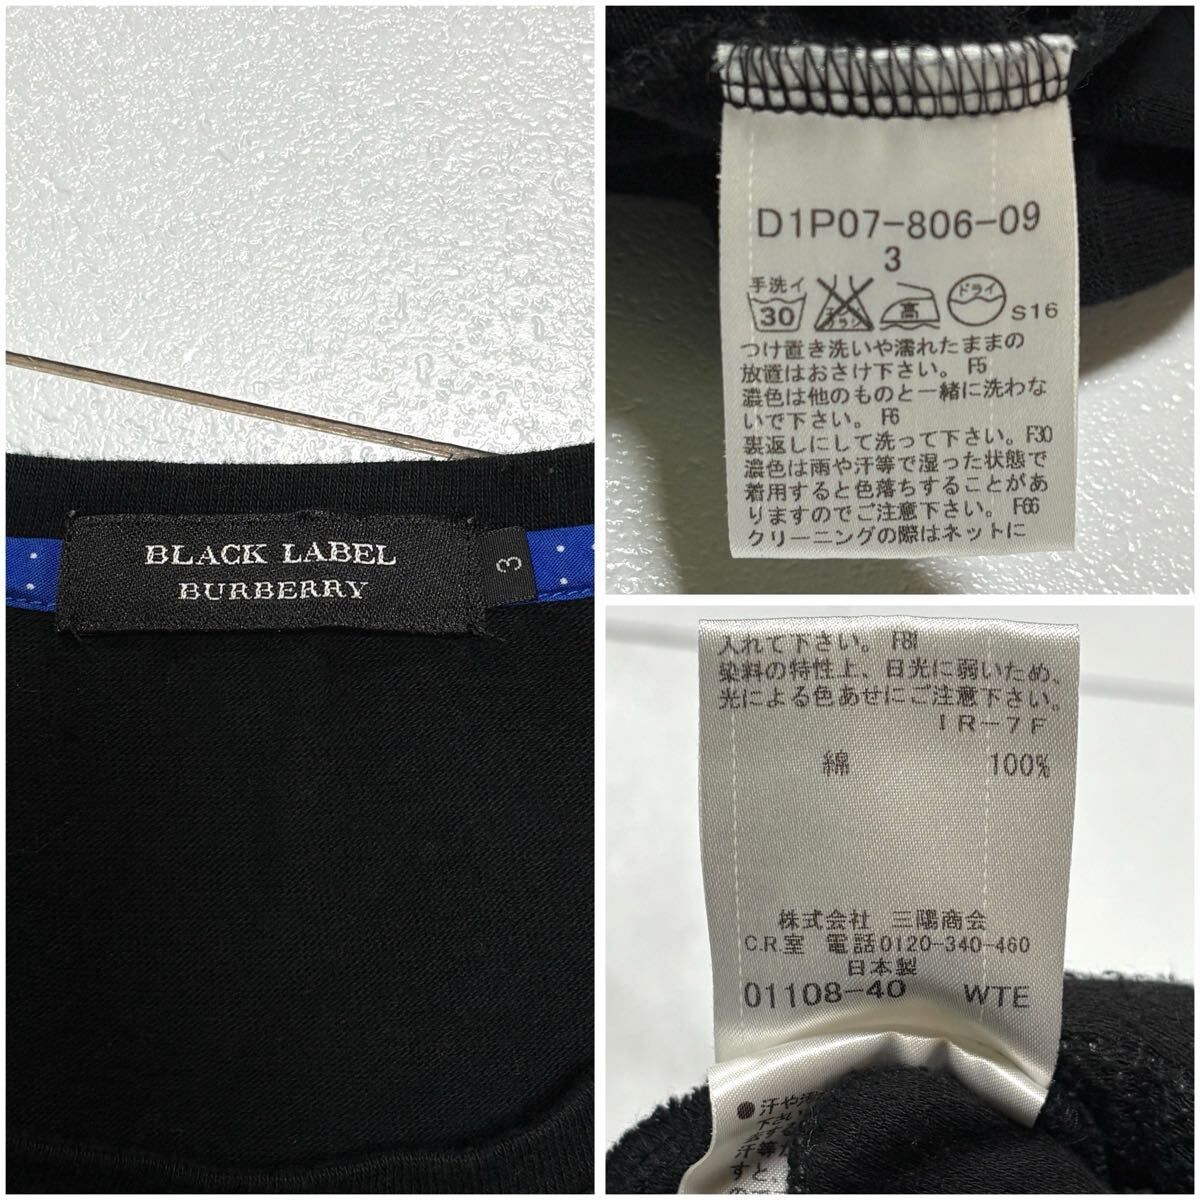 BLACK LABEL
BURBERRY
3
D1P07-806-09
3
手洗イ
30
高
ドライ
S16
つけ置き洗いや濡れたままの
放置はおさけ下さい。 F5
濃色は他のものと一緒に洗わな
いで下さい。 F6
裏返しにして洗って下さい。F30
濃色は雨や汗等で湿った状態で
着用すると色落ちすることがあ
りますのでご注意下さい。 F66
クリーニングの際はネットに
入れて下さい。 F81
染料の特性上、日光に弱いため、
光による色あせにご注意下さい。
IR-7F
綿 100%
株式会社 三陽商会
C.R.室 電話0120-340-460
日本製
01108-40 WTE